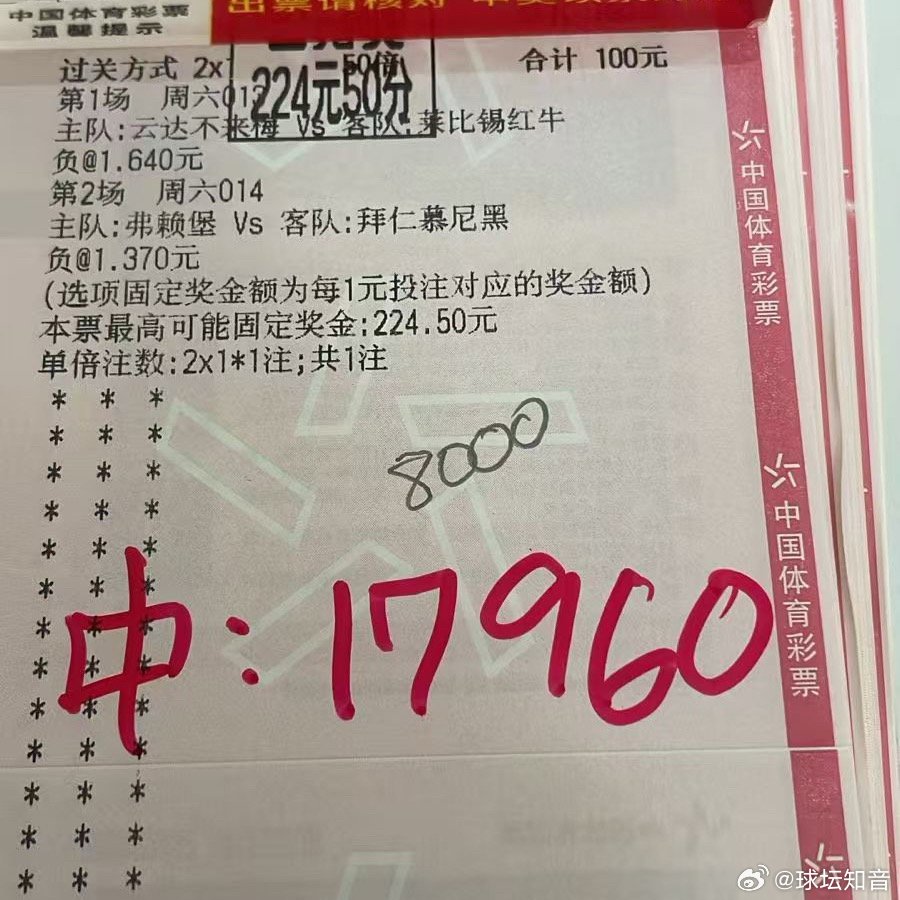 中国体育彩票
温馨提示
出票请核对
过关方式 2x
50倍
合计 100元
224元50分
第1场 周六01
主队:云达不来梅 Vs 客队:莱比锡红牛
负@1.640元
第2场 周六014
主队:弗赖堡 Vs 客队:拜仁慕尼黑
负@1.370元
(选项固定奖金额为每1元投注对应的奖金额)
本票最高可能固定奖金:224.50元
单倍注数:2x1*1注;共1注
* * *
* * *
* * *
* * *
* * *
* * *
* * *
* * *
* * *
* * *
* * *
* * *
* * *
8000
中:17960
中国体育彩票
中国体育彩票
@球坛知音